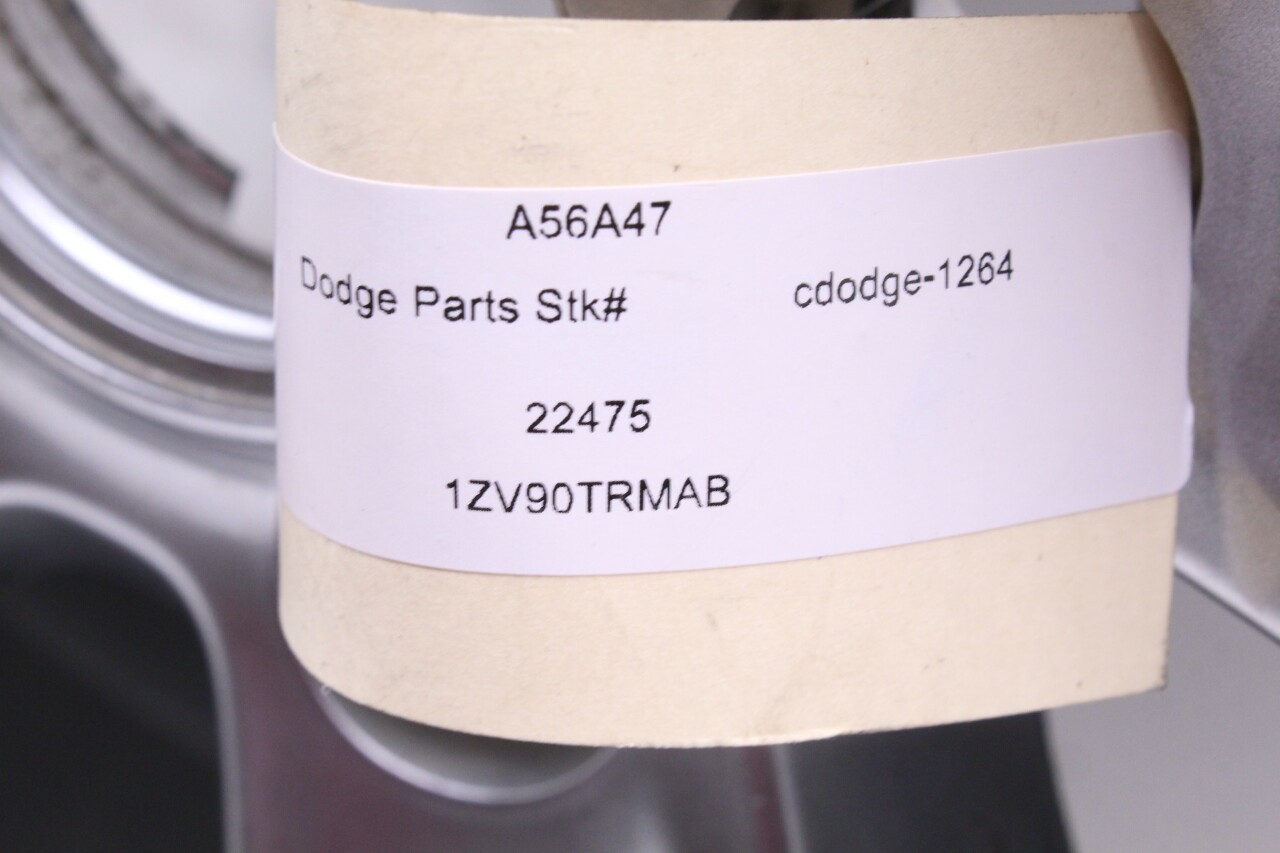 A56A47
Dodge Parts Stk# cdodge-1264
22475
1ZV90TRMAB